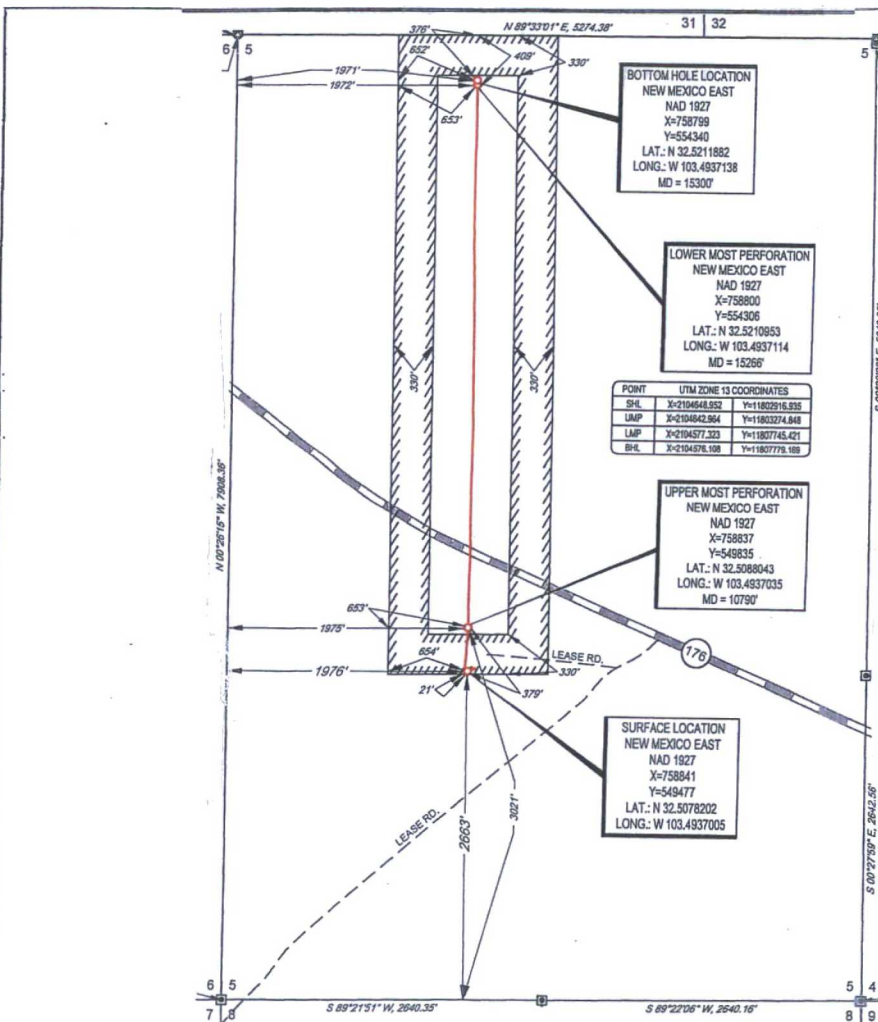 N 89°33'01" E, 5274.38'
31 32
6 5
5
376'
652'
409'
330'
1971'
1972'
653'
BOTTOM HOLE LOCATION
NEW MEXICO EAST
NAD 1927
X=758799
Y=554340
LAT.: N 32.5211882
LONG.: W 103.4937138
MD = 15300'
LOWER MOST PERFORATION
NEW MEXICO EAST
NAD 1927
X=758800
Y=554306
LAT.: N 32.5210953
LONG.: W 103.4937114
MD = 15266'
330'
330'
POINT UTM ZONE 13 COORDINATES
SHL X=2104648.952 Y=11802916.935
UMP X=2104642.964 Y=11803274.848
LMP X=2104577.323 Y=11807745.421
BHL X=2104576.108 Y=11807779.189
N 00°26'15" W, 7908.36'
UPPER MOST PERFORATION
NEW MEXICO EAST
NAD 1927
X=758837
Y=549835
LAT.: N 32.5088043
LONG.: W 103.4937035
MD = 10790'
653'
1975'
LEASE RD.
176
1976'
654'
330'
21'
379'
SURFACE LOCATION
NEW MEXICO EAST
NAD 1927
X=758841
Y=549477
LAT.: N 32.5078202
LONG.: W 103.4937005
LEASE RD.
2663'
3021'
S 00°27'59" E, 2642.56'
6 5
7 8
S 89°21'51" W, 2640.35'
S 89°22'06" W, 2640.16'
5 4
8 9